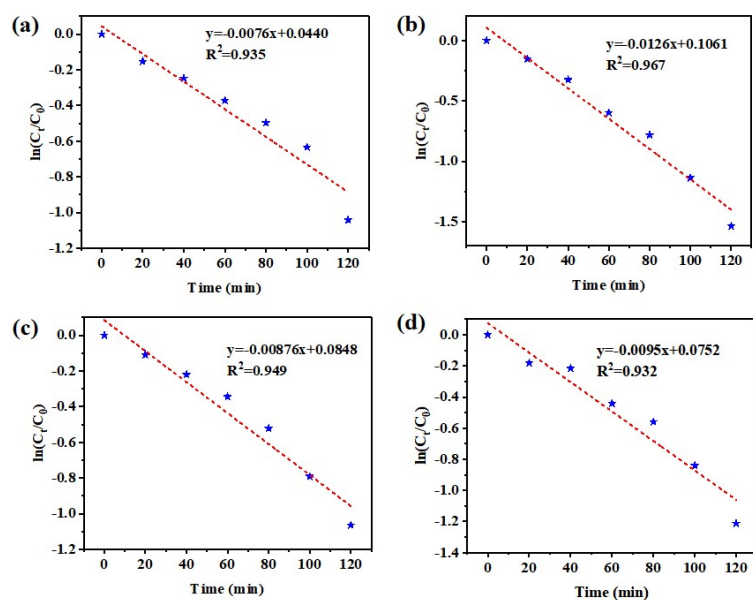 (a)
y=-0.0076x+0.0440
R²=0.935
0.0
-0.2
-0.4
-0.6
-0.8
-1.0
-1.2
ln(Ct/C0)
0 20 40 60 80 100 120
Time (min)
(b)
y=-0.0126x+0.1061
R²=0.967
0.0
-0.5
-1.0
-1.5
ln(Ct/C0)
0 20 40 60 80 100 120
Time (min)
(c)
y=-0.00876x+0.0848
R²=0.949
0.0
-0.2
-0.4
-0.6
-0.8
-1.0
-1.2
ln(Ct/C0)
0 20 40 60 80 100 120
Time (min)
(d)
y=-0.0095x+0.0752
R²=0.932
0.0
-0.2
-0.4
-0.6
-0.8
-1.0
-1.2
-1.4
ln(Ct/C0)
0 20 40 60 80 100 120
Time (min)